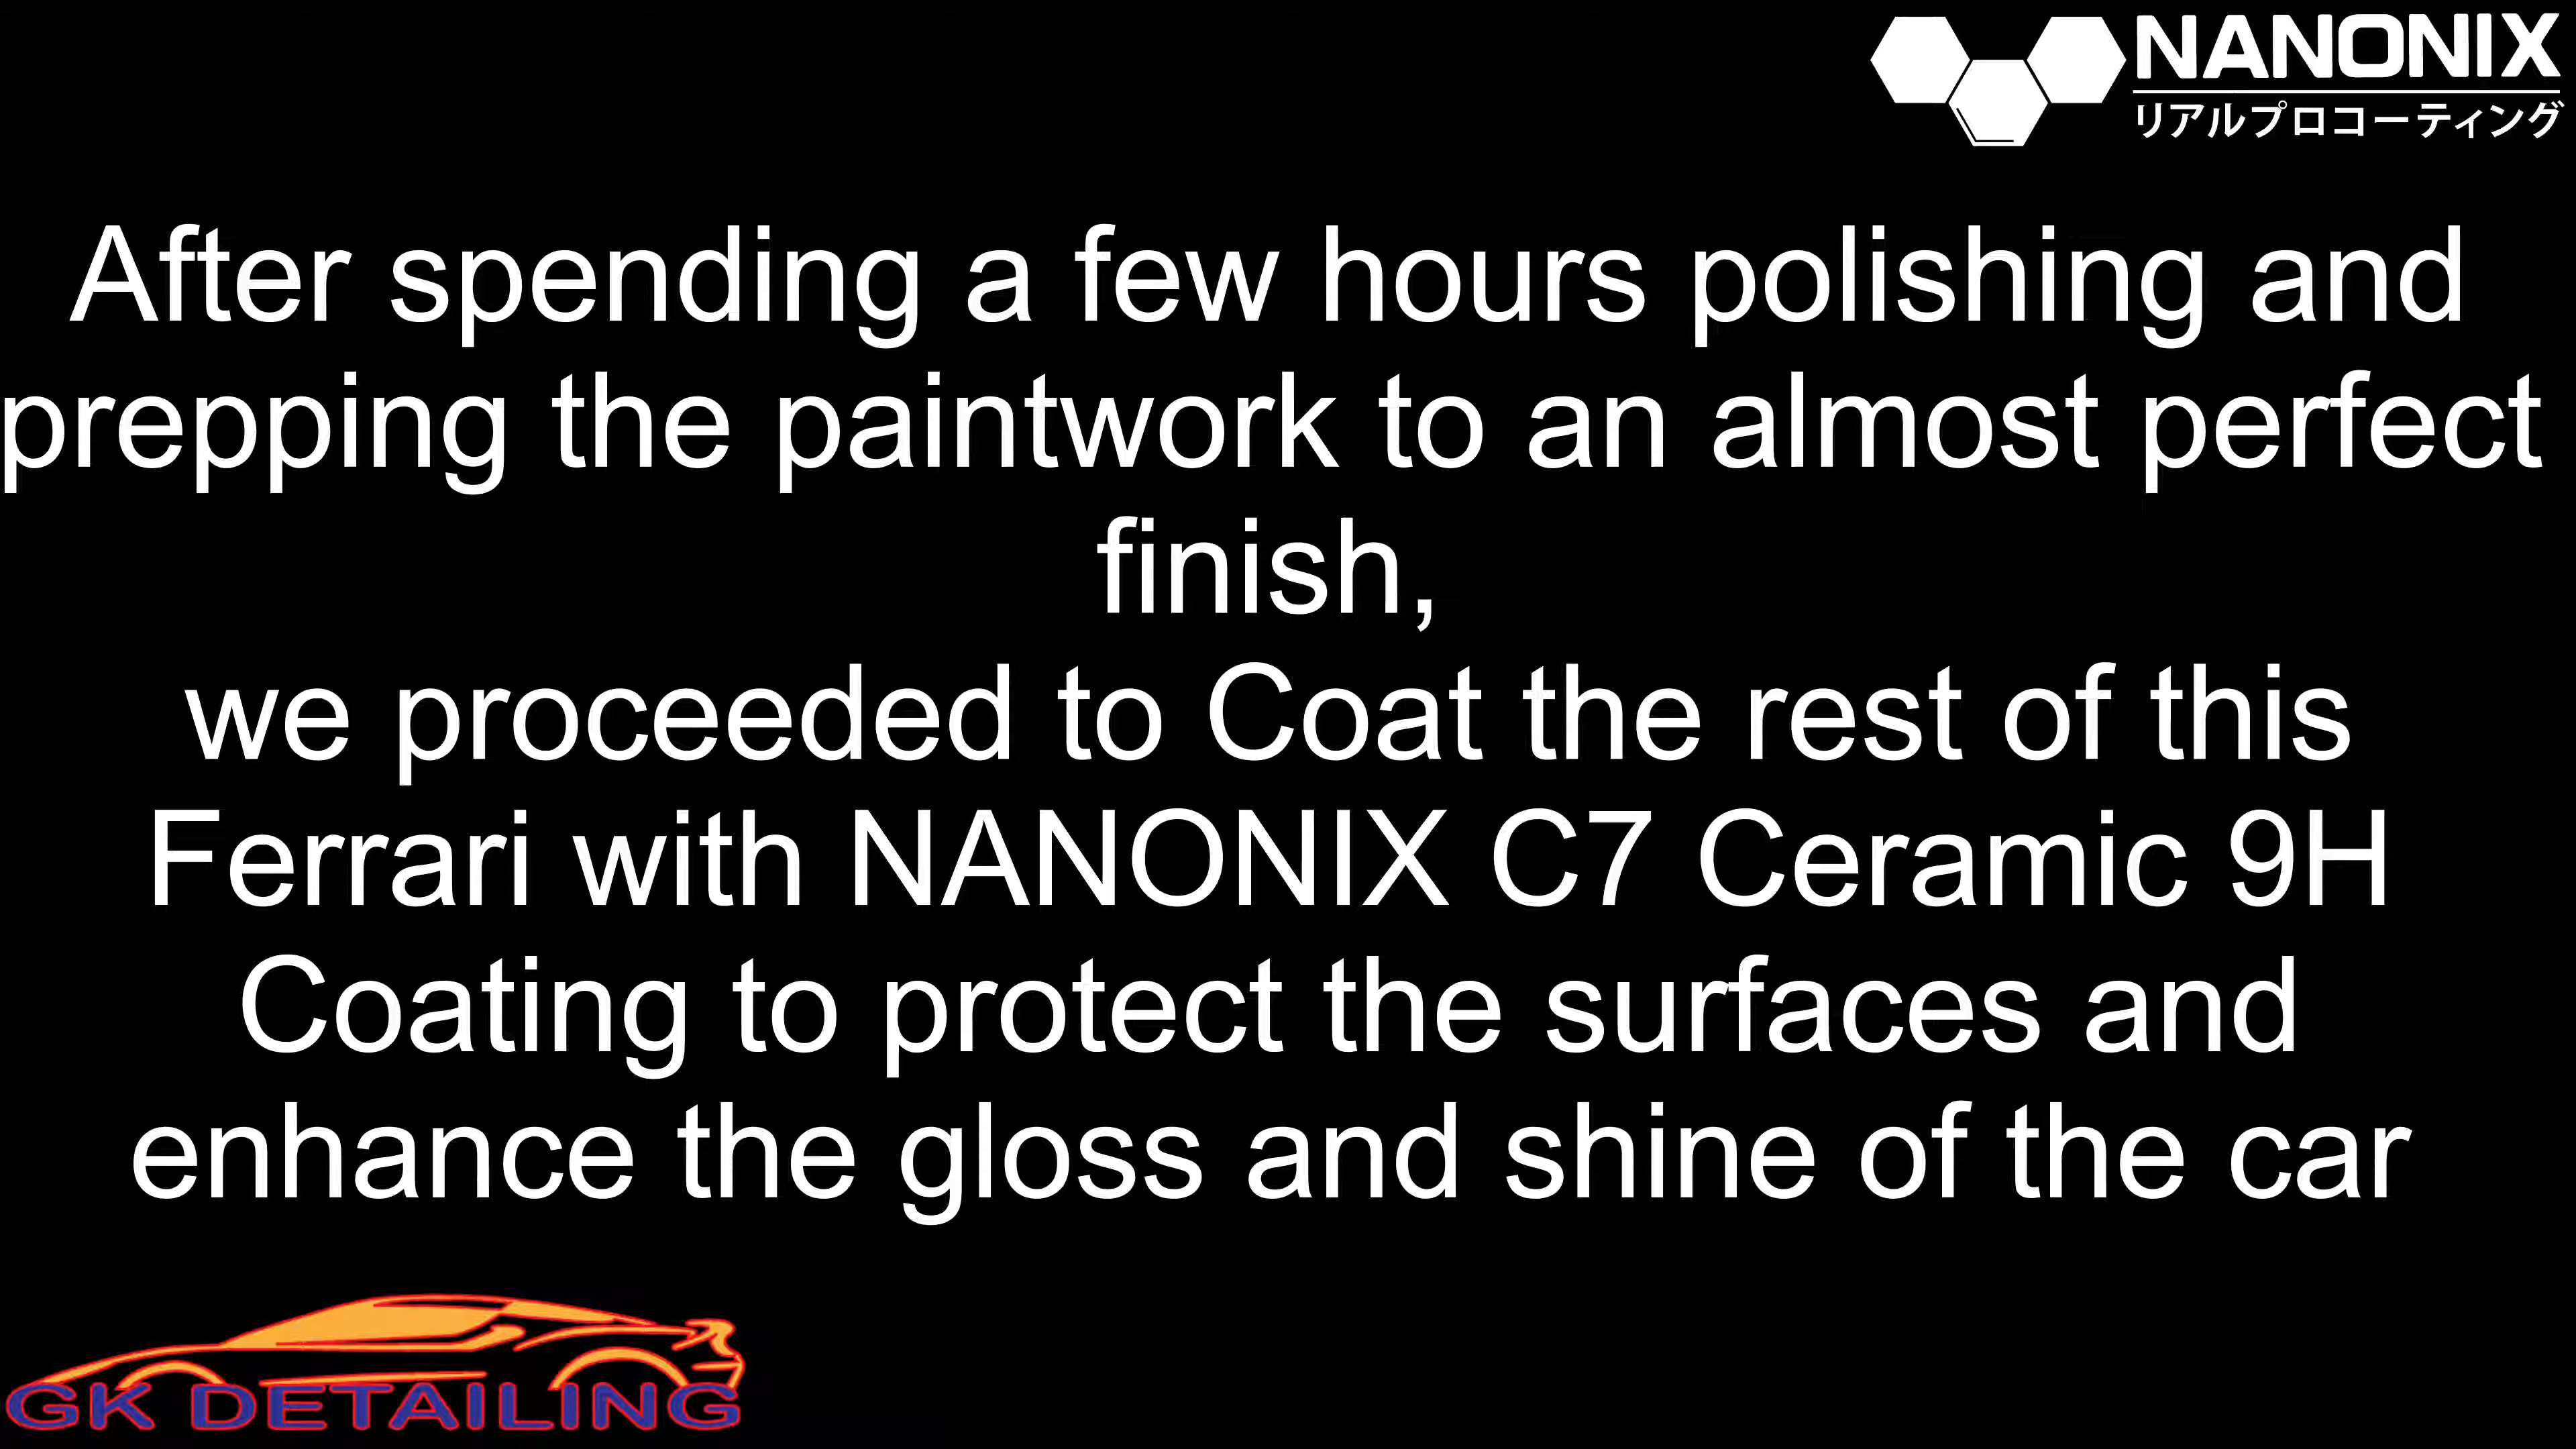 NANONIX
リアルプロコーティング
After spending a few hours polishing and
prepping the paintwork to an almost perfect
finish,
we proceeded to Coat the rest of this
Ferrari with NANONIX C7 Ceramic 9H
Coating to protect the surfaces and
enhance the gloss and shine of the car
GK DETAILING